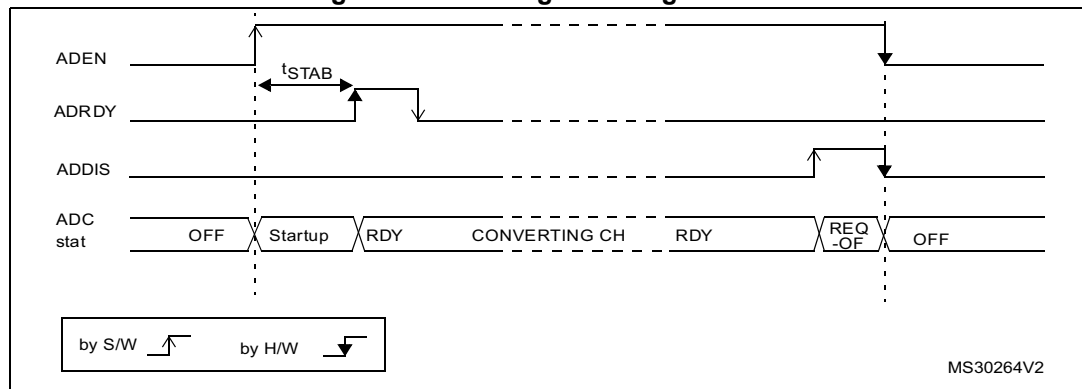 ADEN
tSTAB
ADRDY
ADDIS
ADC
stat
OFF
Startup
RDY
CONVERTING CH
RDY
REQ
-OF
OFF
by S/W
by H/W
MS30264V2